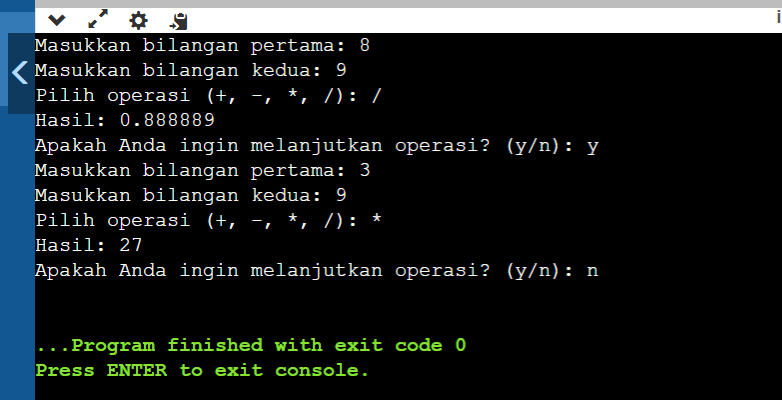 Masukkan bilangan pertama: 8
Masukkan bilangan kedua: 9
Pilih operasi (+, -, *, /): /
Hasil: 0.888889
Apakah Anda ingin melanjutkan operasi? (y/n): y
Masukkan bilangan pertama: 3
Masukkan bilangan kedua: 9
Pilih operasi (+, -, *, /): *
Hasil: 27
Apakah Anda ingin melanjutkan operasi? (y/n): n
...Program finished with exit code 0
Press ENTER to exit console.